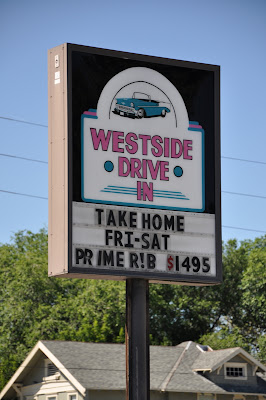 WESTSIDE
DRIVE
IN
TAKE HOME
FRI-SAT
PRIME RIB $1495